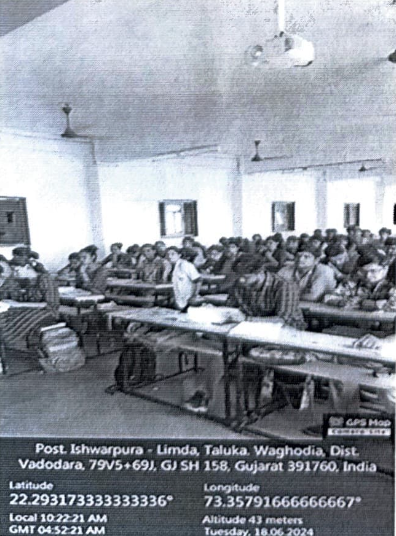 GPS Map
Camera Lite
Post. Ishwarpura - Limda, Taluka. Waghodia, Dist.
Vadodara, 79V5+69J, GJ SH 158, Gujarat 391760, India
Latitude
22.293173333333336°
Longitude
73.35791666666667°
Local 10:22:21 AM
GMT 04:52:21 AM
Altitude 43 meters
Tuesday, 18.06.2024